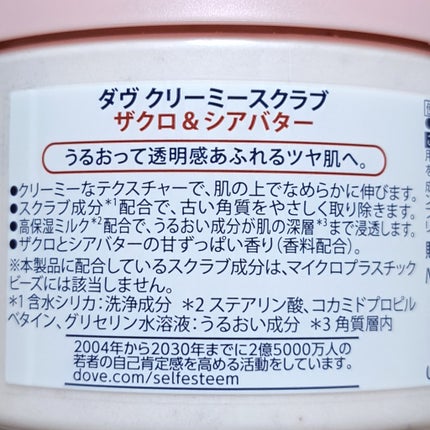 ダヴ クリーミースクラブ
ザクロ&シアバター
うるおって透明感あふれるツヤ肌へ。
●クリーミーなテクスチャーで、肌の上でなめらかに伸びます。
●スクラブ成分*1配合で、古い角質をやさしく取り除きます。
●高保湿ミルク*2配合で、うるおい成分が肌の深層*3まで浸透します。
●ザクロとシアバターの甘ずっぱい香り(香料配合)。
※本製品に配合しているスクラブ成分は、マイクロプラスチック
ビーズには該当しません。
*1 含水シリカ:洗浄成分 *2 ステアリン酸、コカミドプロピル
ベタイン、グリセリン水溶液:うるおい成分 *3 角質層内
2004年から2030年までに2億5000万人の
若者の自己肯定感を高める活動をしています。
dove.com/selfesteem